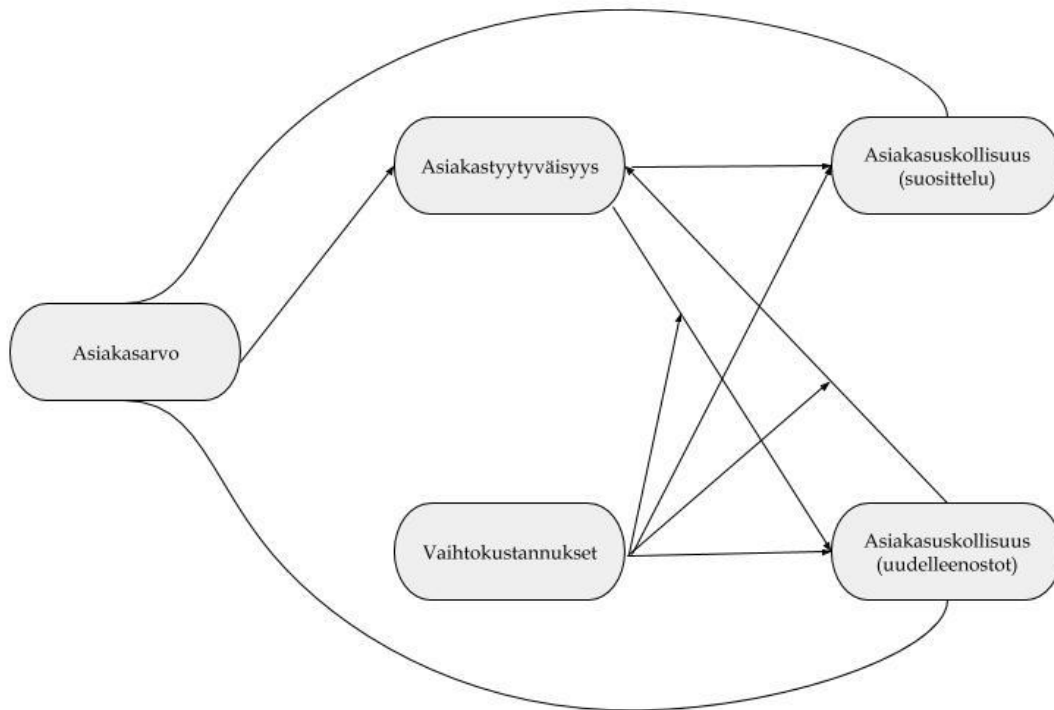 Asiakastyytyväisyys
Asiakasuskollisuus
(suosittelu)
Asiakasarvo
Vaihtokustannukset
Asiakasuskollisuus
(uudelleenostot)